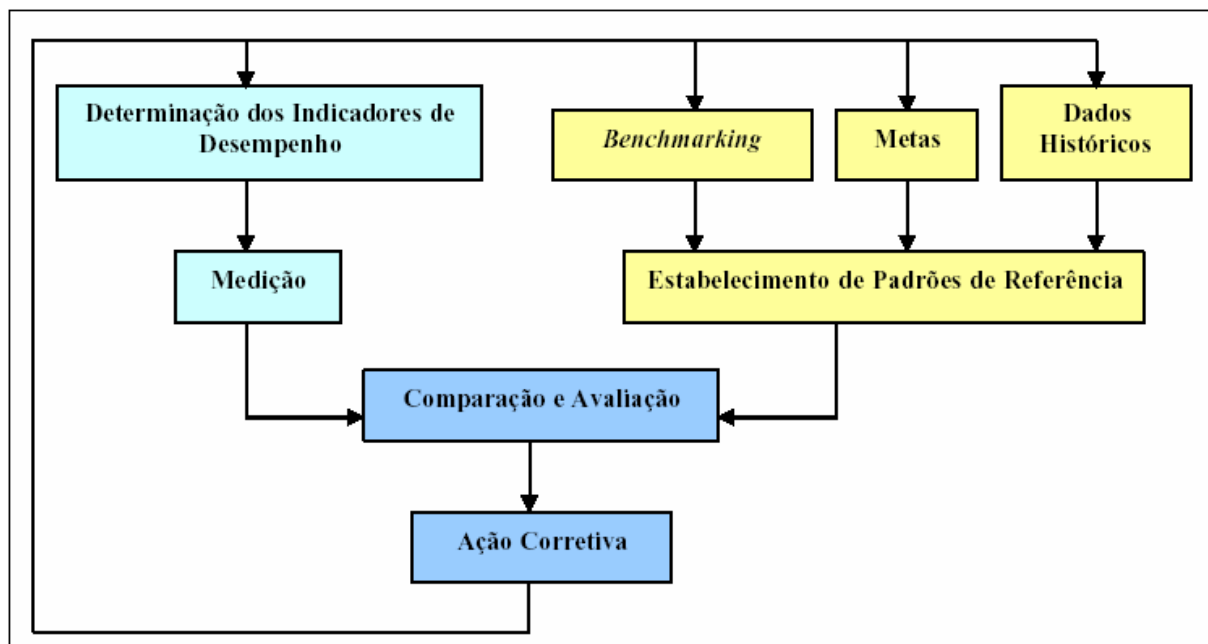 Determinação dos Indicadores de
Desempenho
Benchmarking
Metas
Dados
Históricos
Medição
Estabelecimento de Padrões de Referência
Comparação e Avaliação
Ação Corretiva